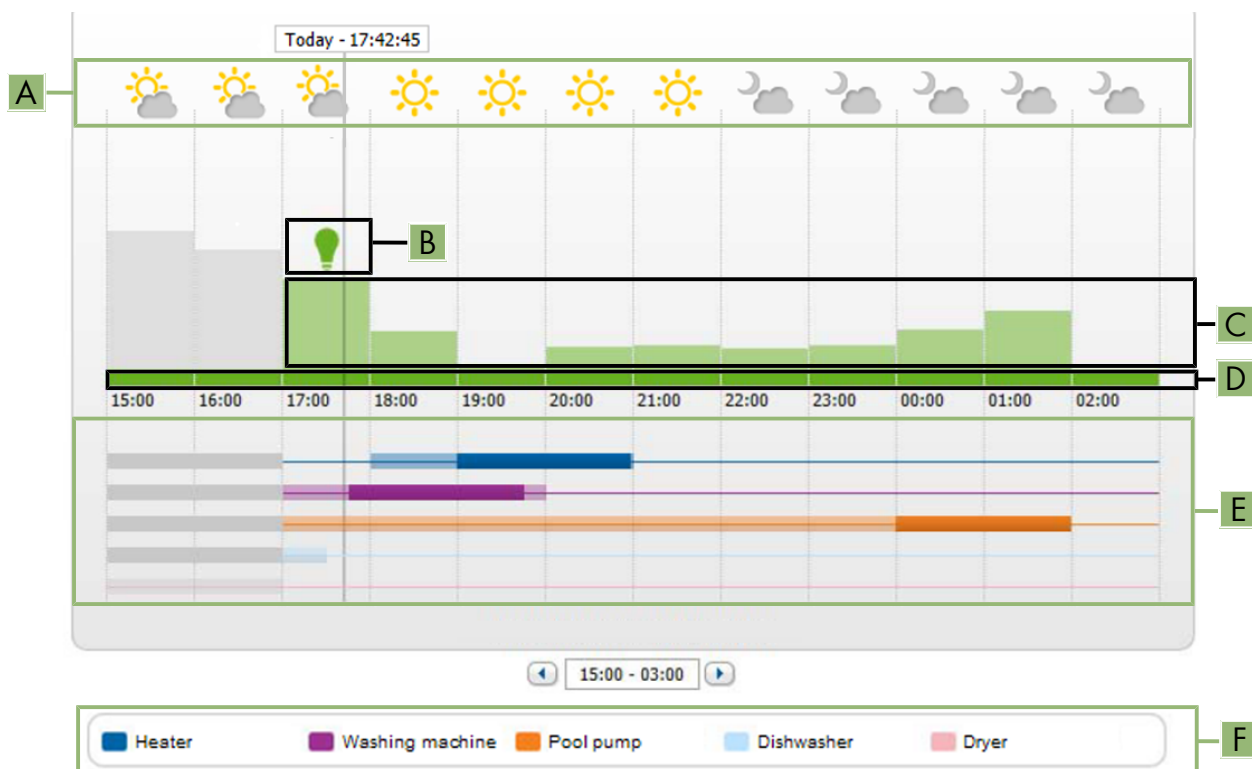 Today - 17:42:45
A
B
C
D
15:00 16:00 17:00 18:00 19:00 20:00 21:00 22:00 23:00 00:00 01:00 02:00
E
15:00 - 03:00
Heater Washing machine Pool pump Dishwasher Dryer
F